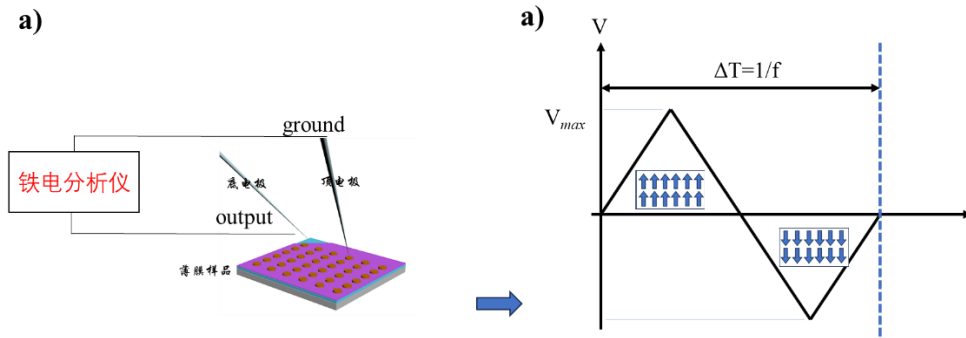 a)
ground
铁电分析仪
底电极
顶电极
output
薄膜样品
a)
V
ΔT=1/f
Vmax